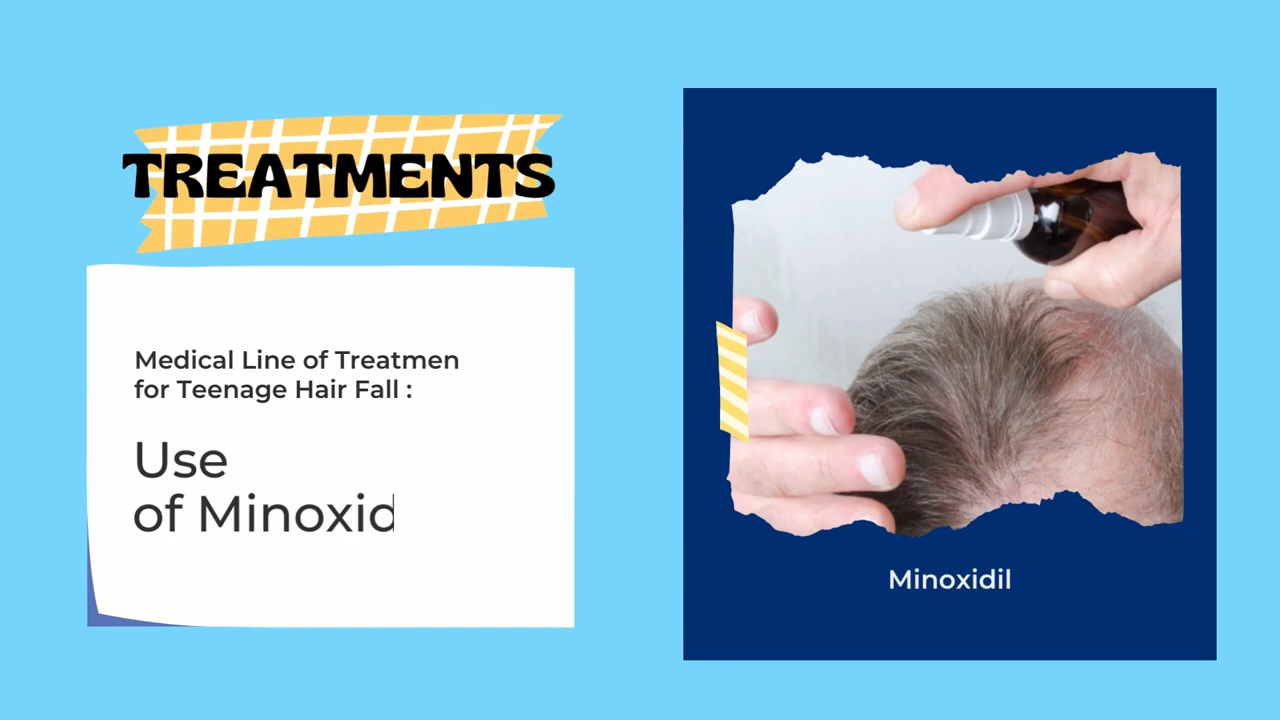 TREATMENTS
Medical Line of Treatmen
for Teenage Hair Fall :
Use
of Minoxid
Minoxidil